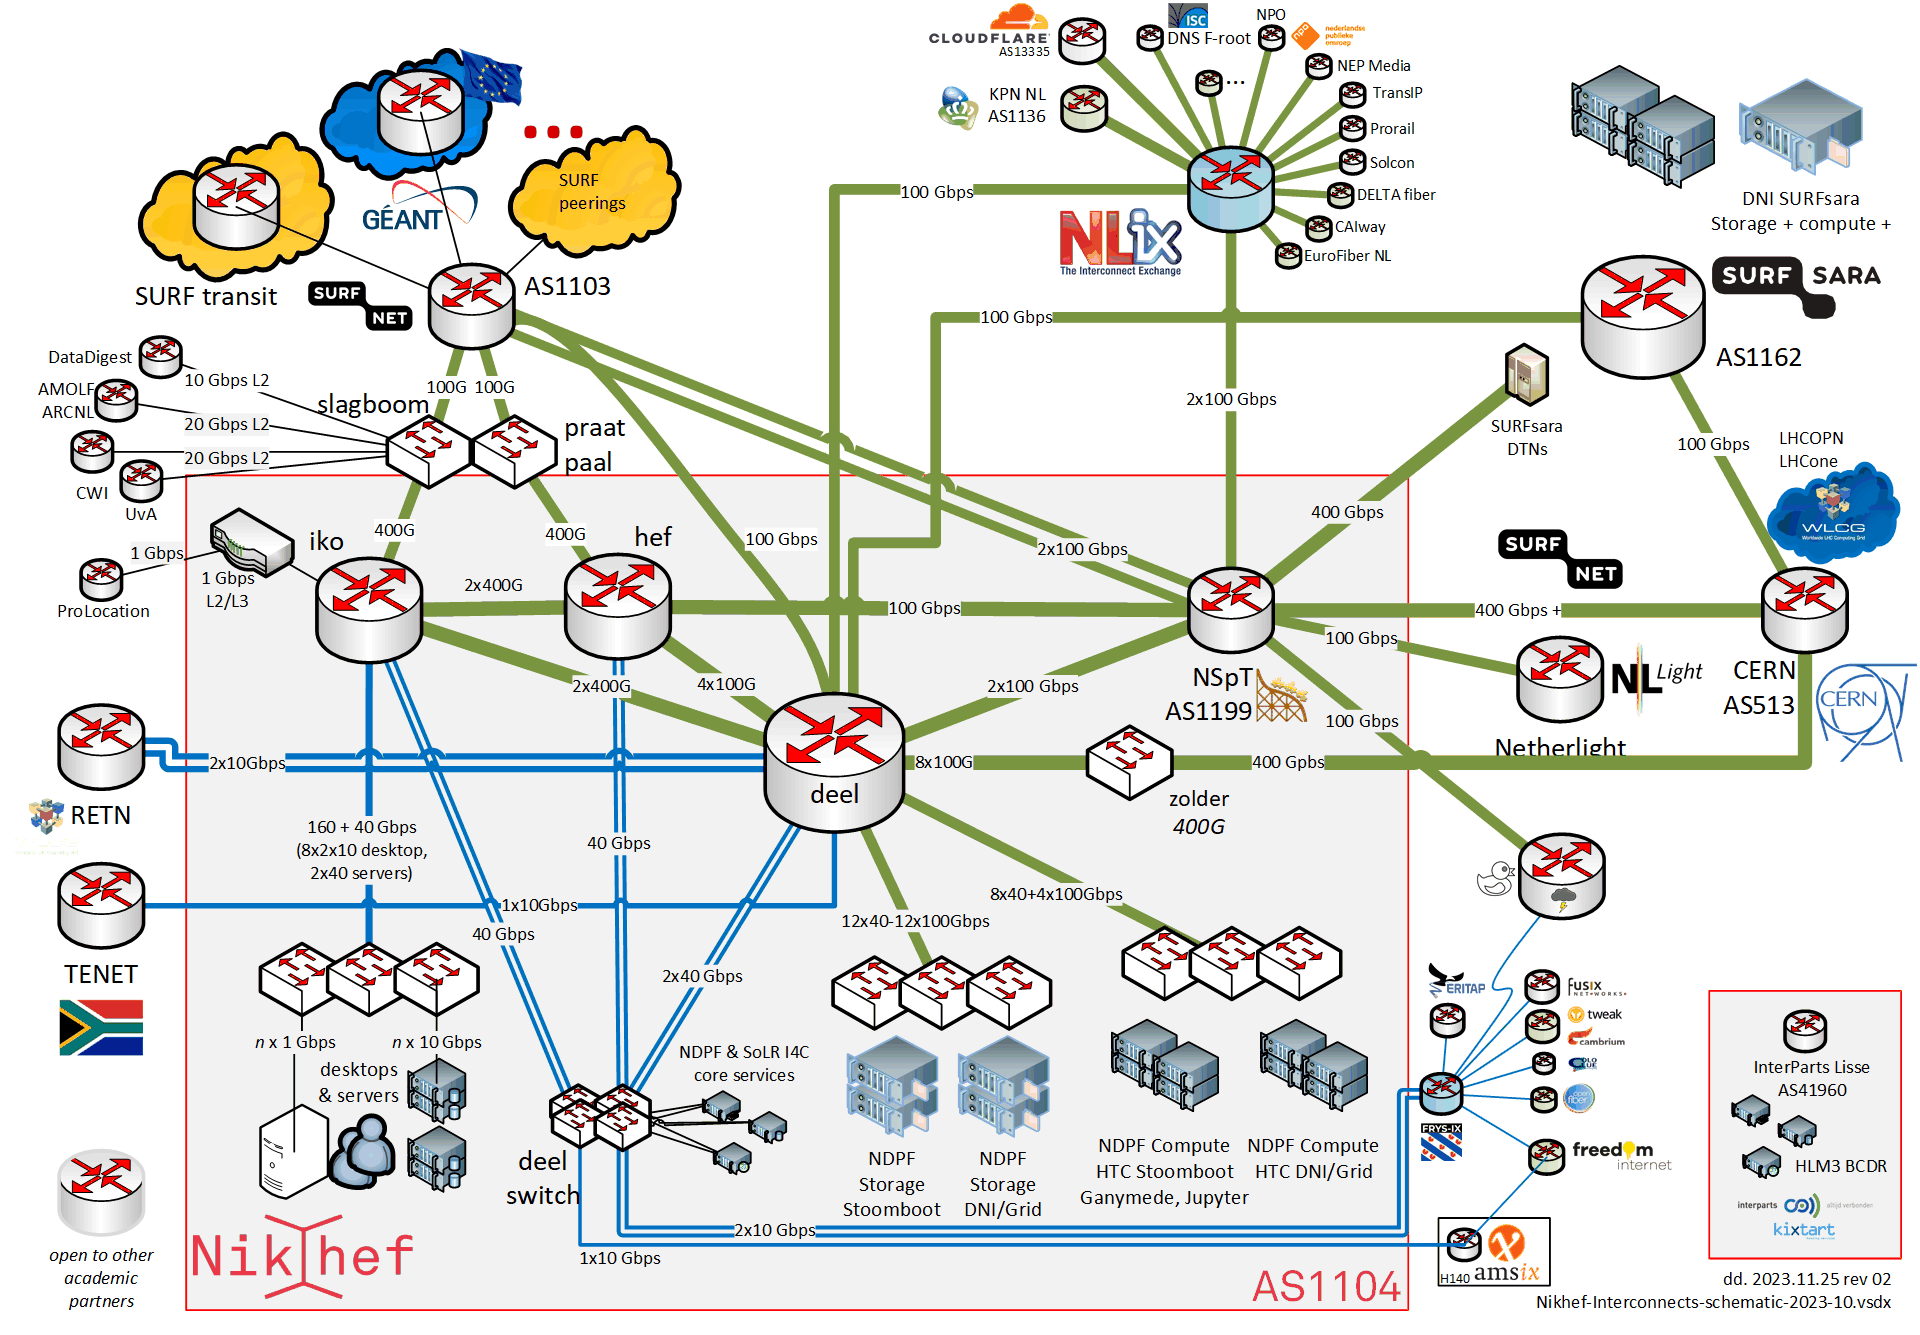 CLOUDFLARE
AS13335
ISC
DNS F-root
NPO
npo
nederlandse
publieke
omroep
NEP Media
...
KPN NL
AS1136
TransIP
Prorail
Solcon
DELTA fiber
CAIway
EuroFiber NL
NLix
The Interconnect Exchange
DNI SURFsara
Storage + compute +
SURF SARA
AS1162
SURF
peerings
GÉANT
SURF transit
SURF
NET
AS1103
100 Gbps
100 Gbps
2x100 Gbps
DataDigest
10 Gbps L2
AMOLF
ARCNL
20 Gbps L2
CWI
20 Gbps L2
UvA
100G
100G
slagboom
praat
paal
SURFsara
DTNs
100 Gbps
LHCOPN
LHCone
WLCG
Worldwide LHC Computing Grid
ProLocation
1 Gbps
1 Gbps
L2/L3
iko
400G
400G
hef
2x400G
100 Gbps
100 Gbps
2x100 Gbps
400 Gbps
SURF
NET
400 Gbps +
100 Gbps
100 Gbps
NL Light
Netherlight
CERN
AS513
CERN
NSpT
AS1199
2x400G
4x100G
2x100 Gbps
RETN
2x10Gbps
deel
8x100G
zolder
400G
400 Gpbs
160 + 40 Gbps
(8x2x10 desktop,
2x40 servers)
40 Gbps
TENET
1x10Gbps
40 Gbps
2x40 Gbps
12x40-12x100Gbps
8x40+4x100Gbps
n x 1 Gbps
n x 10 Gbps
desktops
& servers
NDPF & SoLR I4C
core services
deel
switch
NDPF
Storage
Stoomboot
NDPF
Storage
DNI/Grid
NDPF Compute
HTC Stoomboot
Ganymede, Jupyter
NDPF Compute
HTC DNI/Grid
ERITAP
fusix
NETWORKS
tweak
cambrium
fiber
FRYS-IX
freedom
internet
2x10 Gbps
1x10 Gbps
H140
amsix
open to other
academic
partners
Nikhef
AS1104
InterParts Lisse
AS41960
HLM3 BCDR
interparts
altijd verbonden
kixtart
dd. 2023.11.25 rev 02
Nikhef-Interconnects-schematic-2023-10.vsdx